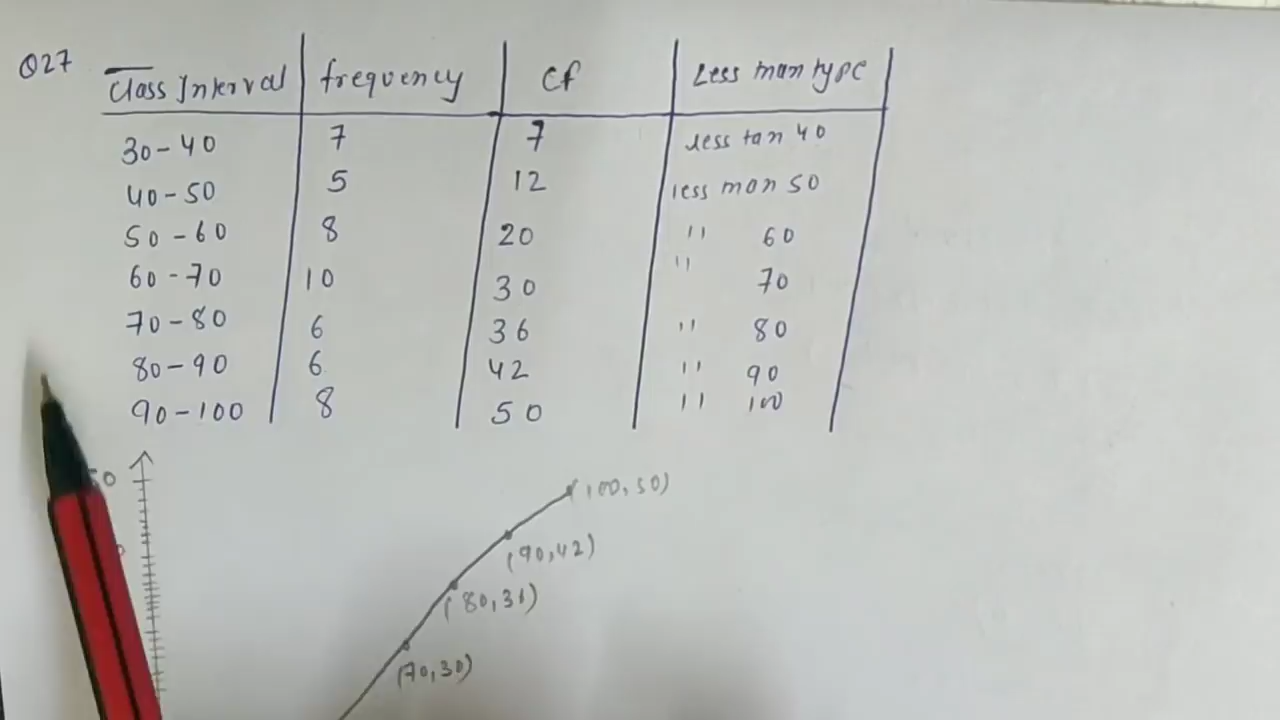 Q27
Class Interval frequency Cf Less than type
30-40 7 7 less tan 40
40-50 5 12 less than 50
50-60 8 20 " 60
60-70 10 30 " 70
70-80 6 36 " 80
80-90 6 42 " 90
90-100 8 50 " 100
(100,50)
(90,42)
(80,36)
(70,30)